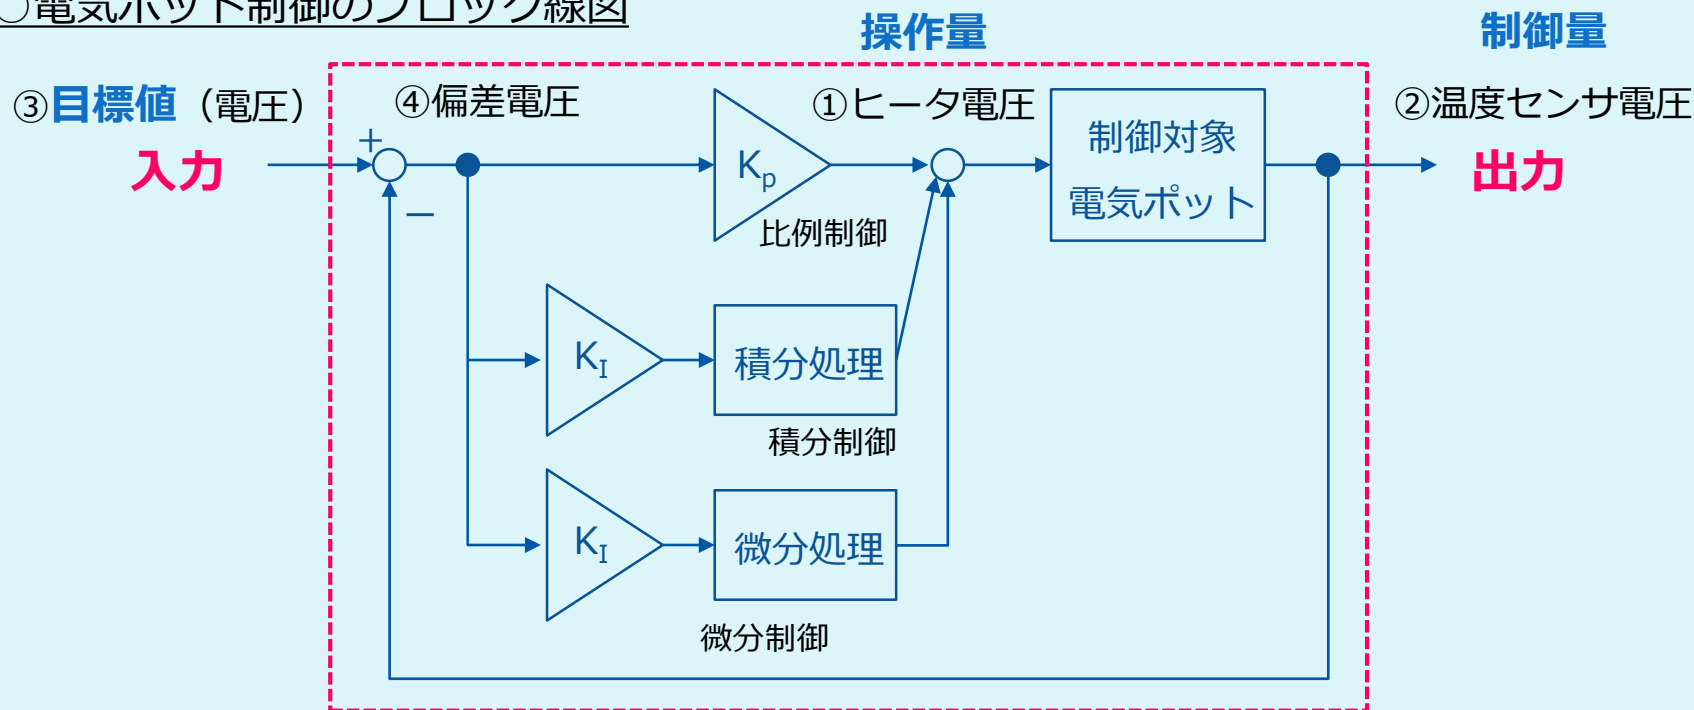 ○電気ポット制御のブロック線図
操作量
制御量
③目標値（電圧）
④偏差電圧
①ヒータ電圧
②温度センサ電圧
入力
+
−
Kp
比例制御
制御対象
電気ポット
出力
KI
積分処理
積分制御
KI
微分処理
微分制御